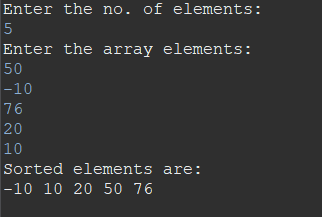 Enter the no. of elements:
5
Enter the array elements:
50
-10
76
20
10
Sorted elements are:
-10 10 20 50 76